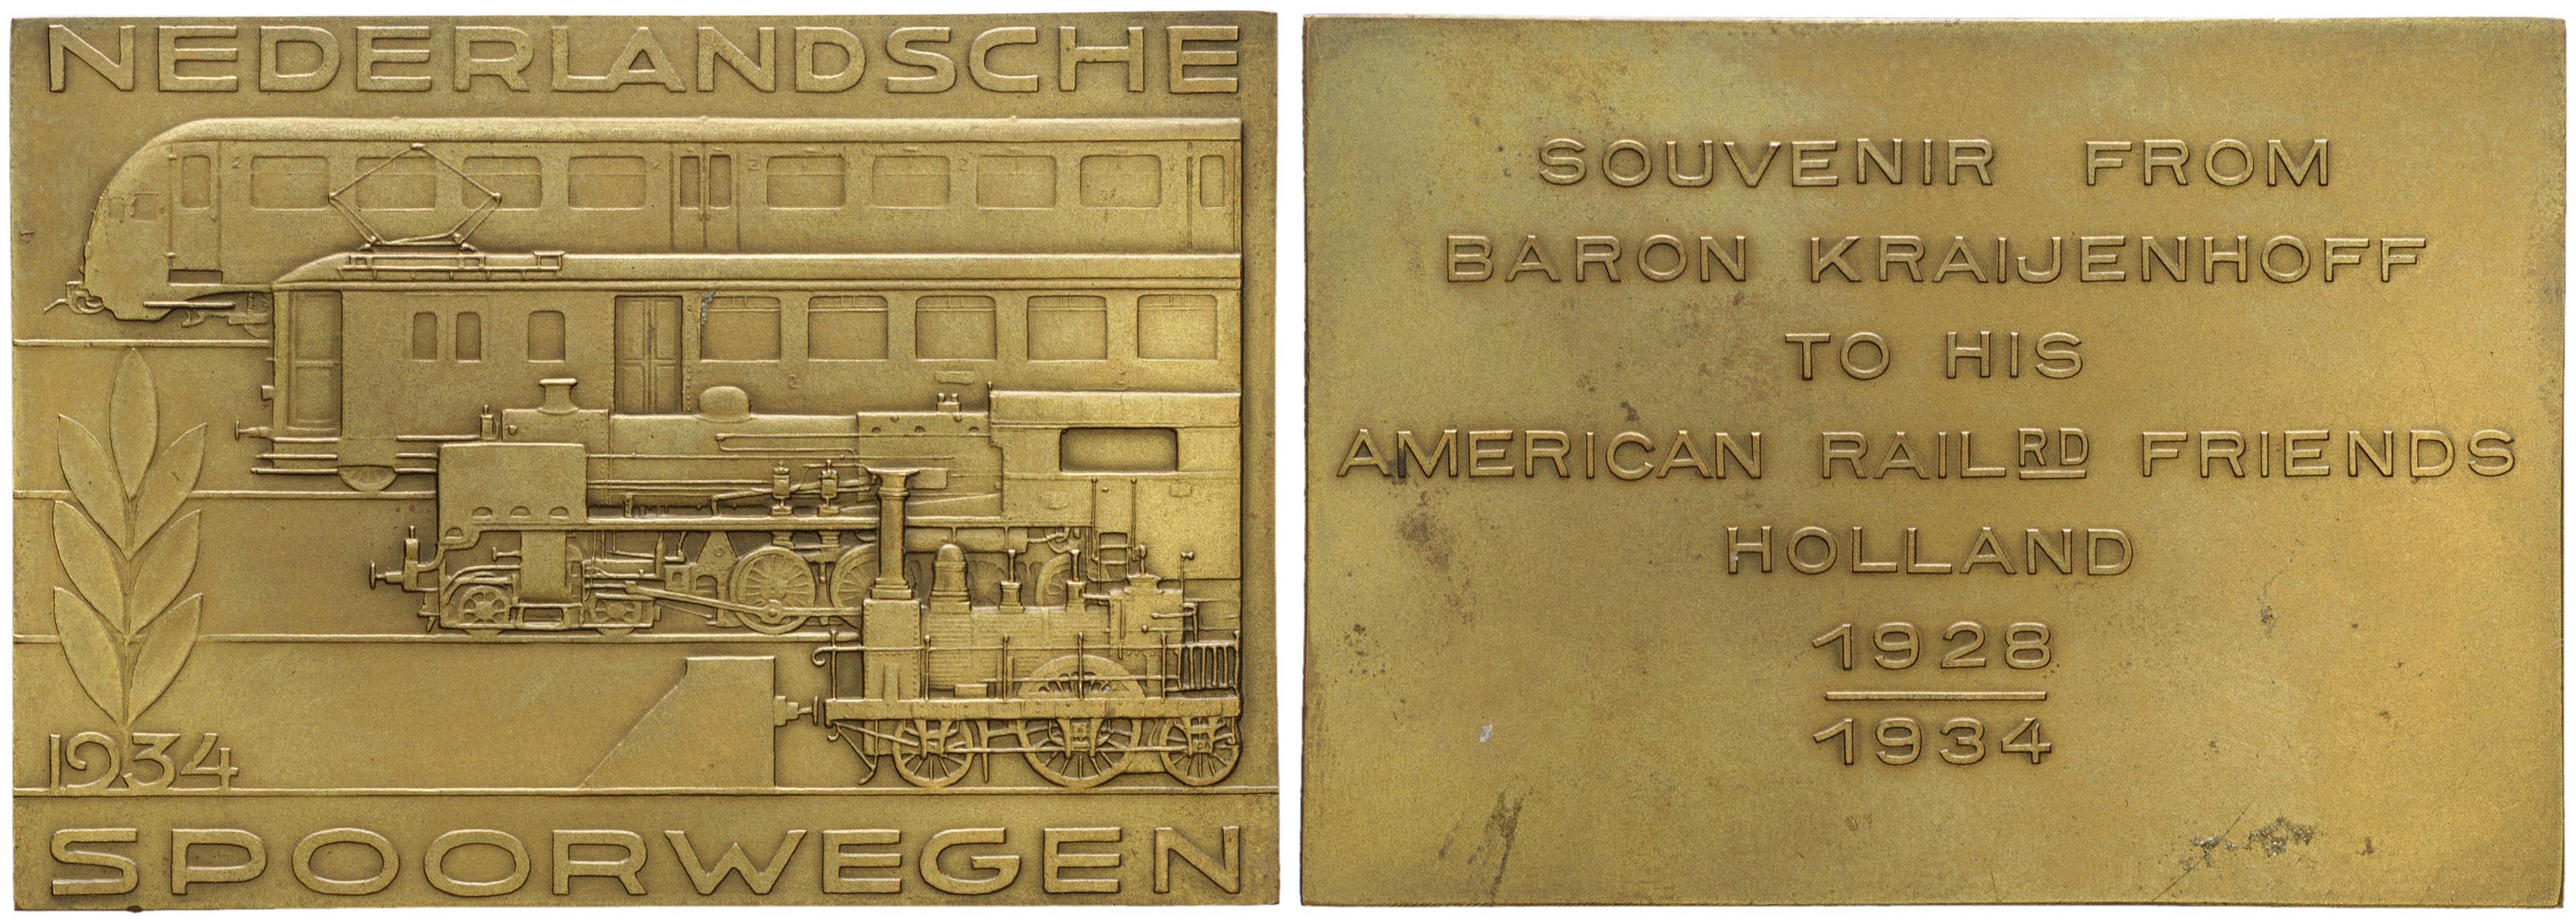 NEDERLANDSCHE
1934
SPOORWEGEN
SOUVENIR FROM
BARON KRAIJENHOFF
TO HIS
AMERICAN RAILRD FRIENDS
HOLLAND
1928
1934